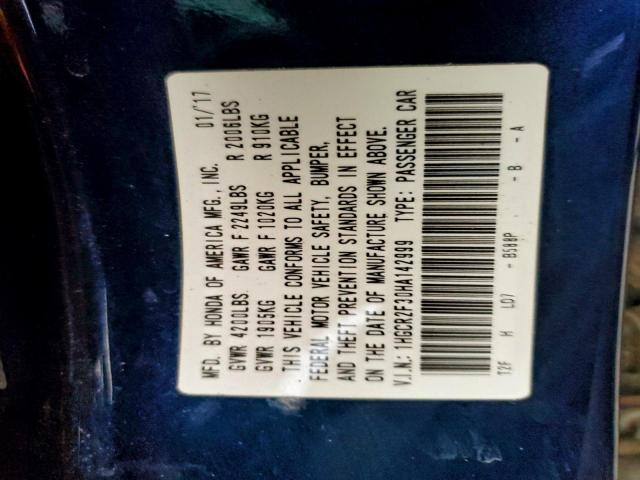 MFD. BY HONDA OF AMERICA MFG., INC. 01/17
GVWR 4200LBS GAWR F 2249LBS R 2006LBS
GVWR 1905KG GAWR F 1020KG R 910KG
THIS VEHICLE CONFORMS TO ALL APPLICABLE
FEDERAL MOTOR VEHICLE SAFETY, BUMPER,
AND THEFT PREVENTION STANDARDS IN EFFECT
ON THE DATE OF MANUFACTURE SHOWN ABOVE.
V.I.N.: 1HGCR2F30HA142999 TYPE: PASSENGER CAR
T2F H LD7 -B588P -B -A